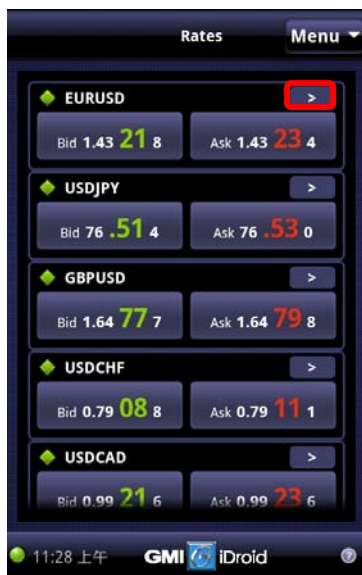 Rates Menu
EURUSD >
Bid 1.43 21 8 Ask 1.43 23 4
USDJPY >
Bid 76 .51 4 Ask 76 .53 0
GBPUSD >
Bid 1.64 77 7 Ask 1.64 79 8
USDCHF >
Bid 0.79 08 8 Ask 0.79 11 1
USDCAD >
Bid 0.99 21 6 Ask 0.99 23 6
11:28 上午 GMI iDroid ?